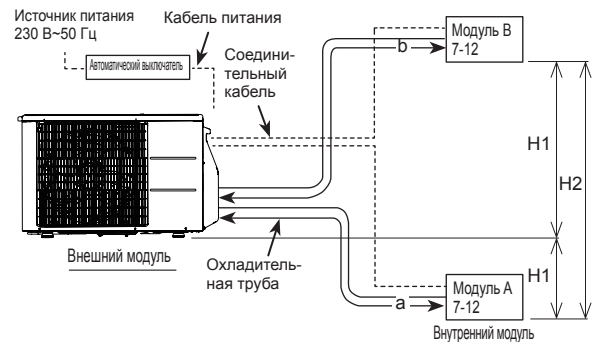 Источник питания
230 В~50 Гц
Кабель питания
Автоматический выключатель
Соедини-
тельный
кабель
Модуль B
7-12
b
H1
H2
Внешний модуль
Охладитель-
ная труба
a
Модуль A
7-12
H1
Внутренний модуль